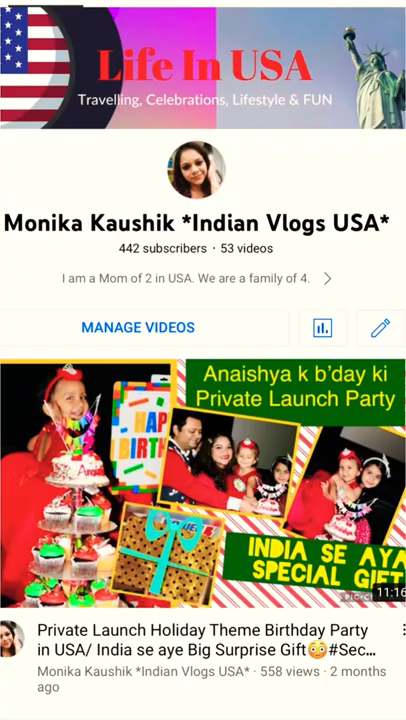 Life In USA
Travelling, Celebrations, Lifestyle & FUN
Monika Kaushik *Indian Vlogs USA*
442 subscribers · 53 videos
I am a Mom of 2 in USA. We are a family of 4.
MANAGE VIDEOS
Anaishya k b'day ki
Private Launch Party
HAP
BIRTH
INDIA SE AYA
SPECIAL GIFT
11:16
Private Launch Holiday Theme Birthday Party
in USA/ India se aye Big Surprise Gift😳#Sec...
Monika Kaushik *Indian Vlogs USA* · 558 views · 2 months
ago